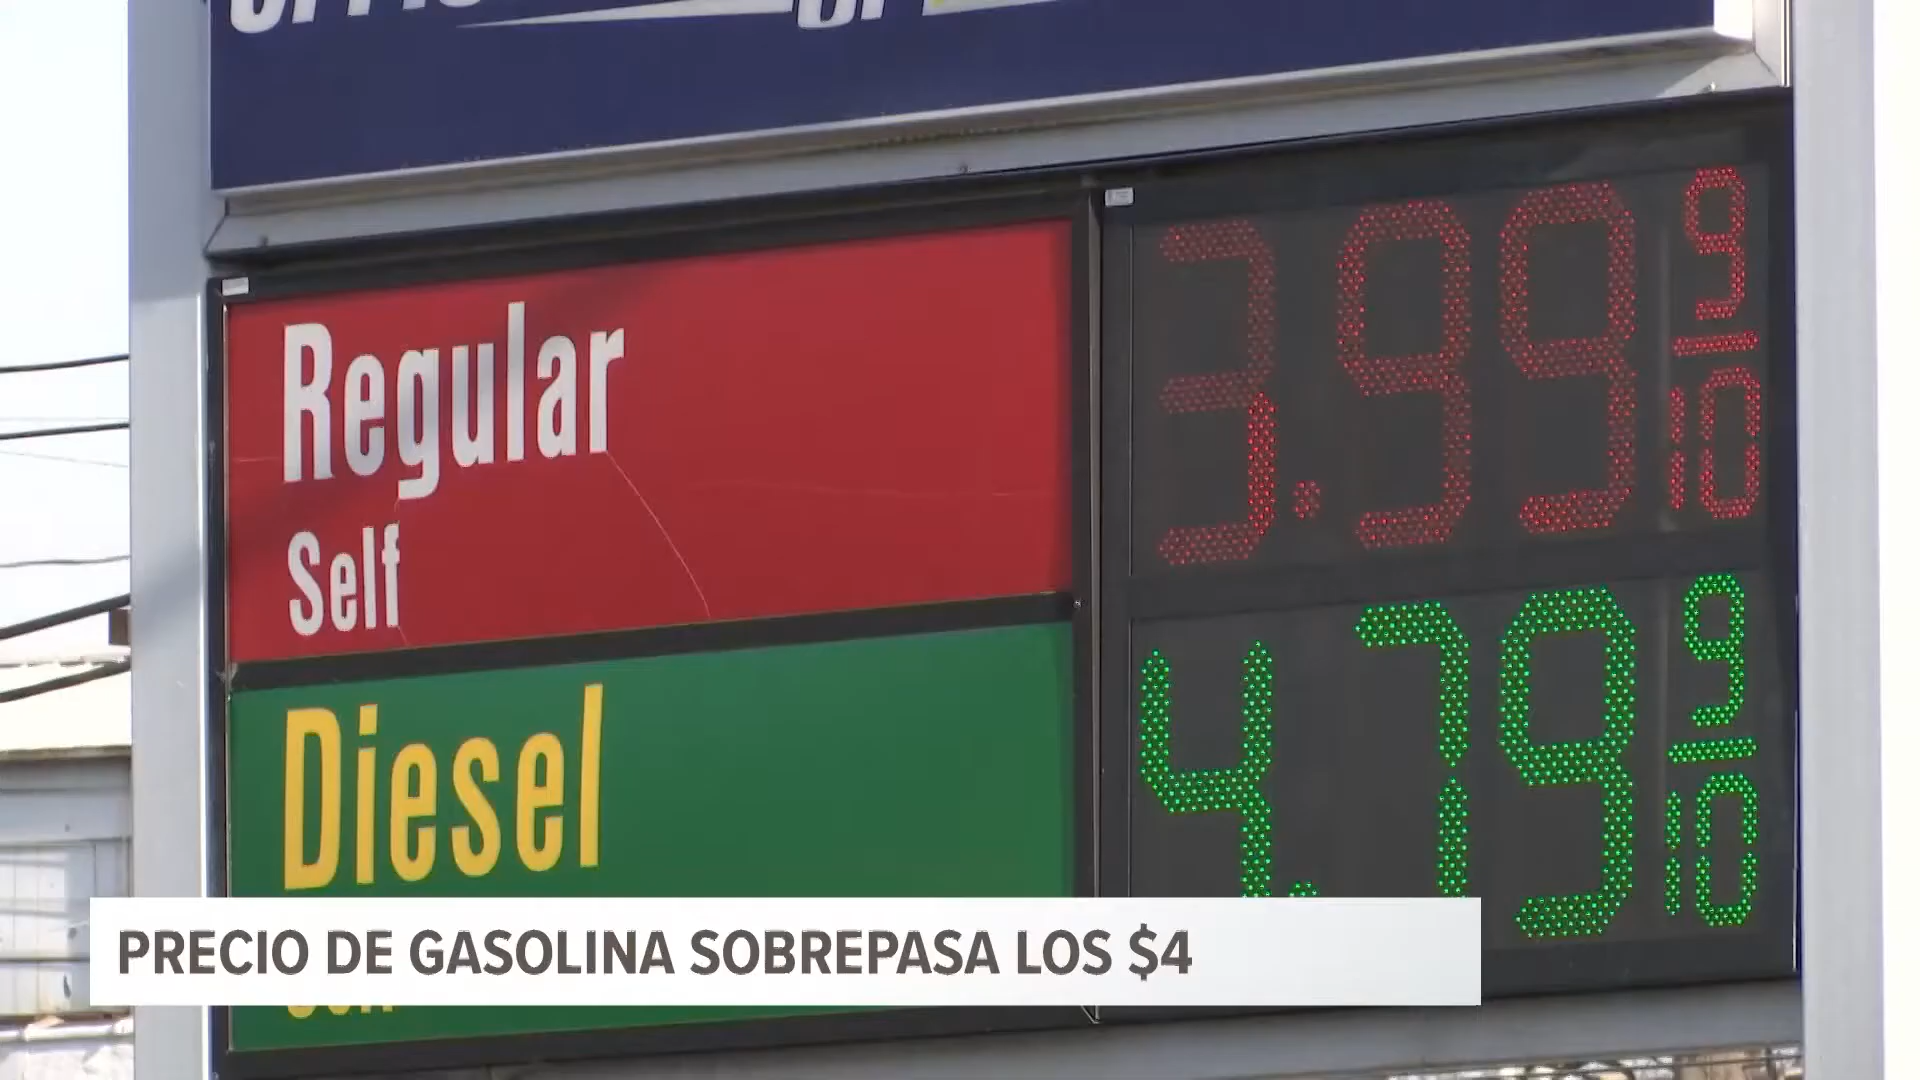 Regular
Self
3.99 9/10
Diesel
4.79 9/10
PRECIO DE GASOLINA SOBREPASA LOS $4